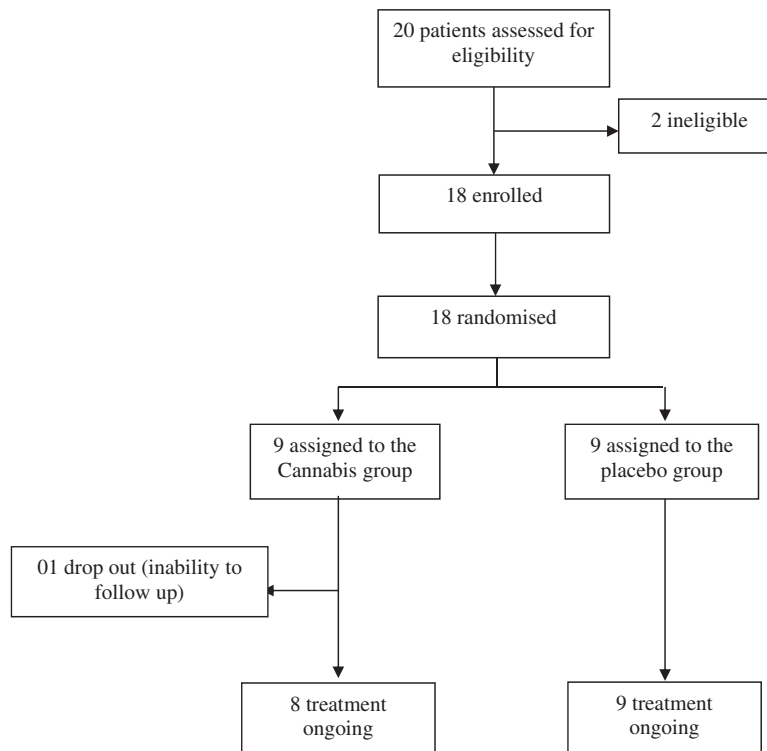 20 patients assessed for
eligibility
2 ineligible
18 enrolled
18 randomised
9 assigned to the
Cannabis group
9 assigned to the
placebo group
01 drop out (inability to
follow up)
8 treatment
ongoing
9 treatment
ongoing